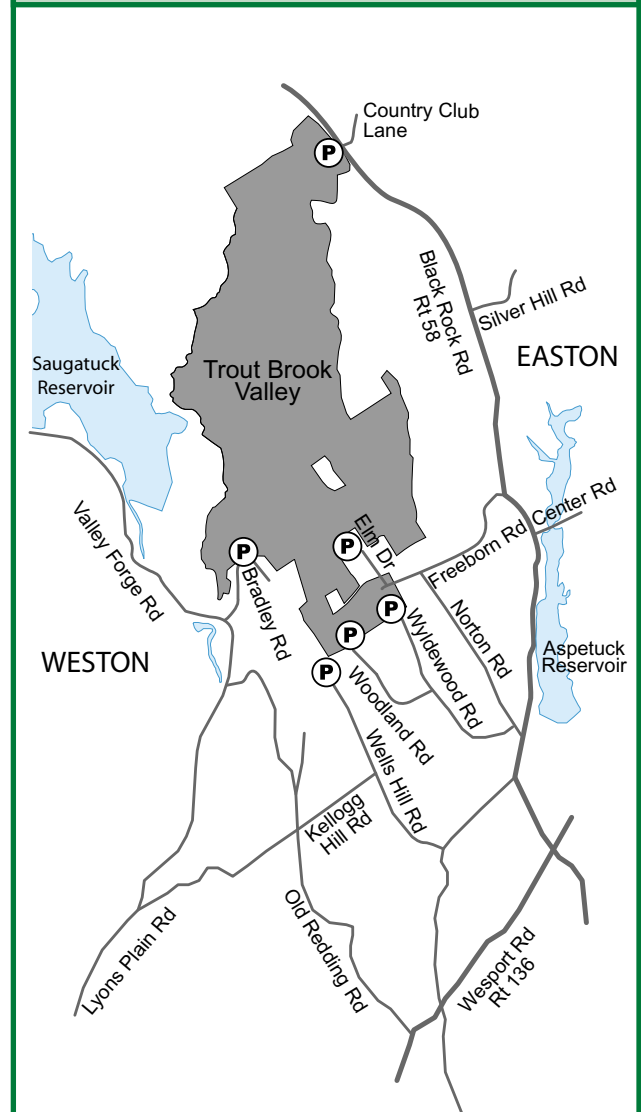 Country Club
Lane
P
Black Rock Rd
Rt 58
Silver Hill Rd
EASTON
Saugatuck
Reservoir
Trout Brook
Valley
Valley Forge Rd
P
Bradley Rd
P
Elm Dr
Freeborn Rd
Center Rd
P
Wyldewood Rd
Norton Rd
Aspetuck
Reservoir
WESTON
P
Woodland Rd
P
Wells Hill Rd
Kellogg
Hill Rd
Old Redding Rd
Lyons Plain Rd
Wesport Rd
Rt 136